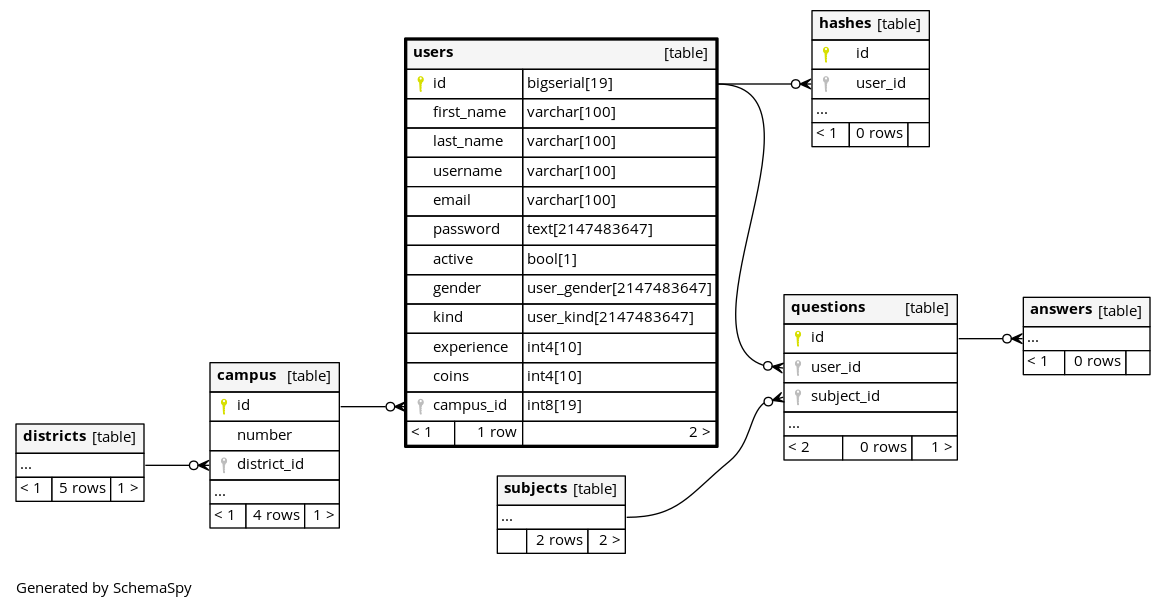 hashes [table]
id
user_id
...
< 1 0 rows
users [table]
id bigserial[19]
first_name varchar[100]
last_name varchar[100]
username varchar[100]
email varchar[100]
password text[2147483647]
active bool[1]
gender user_gender[2147483647]
kind user_kind[2147483647]
experience int4[10]
coins int4[10]
campus_id int8[19]
< 1 1 row 2 >
questions [table]
id
user_id
subject_id
...
< 2 0 rows 1 >
answers [table]
...
< 1 0 rows
campus [table]
id
number
district_id
...
< 1 4 rows 1 >
districts [table]
...
< 1 5 rows 1 >
subjects [table]
...
2 rows 2 >
Generated by SchemaSpy